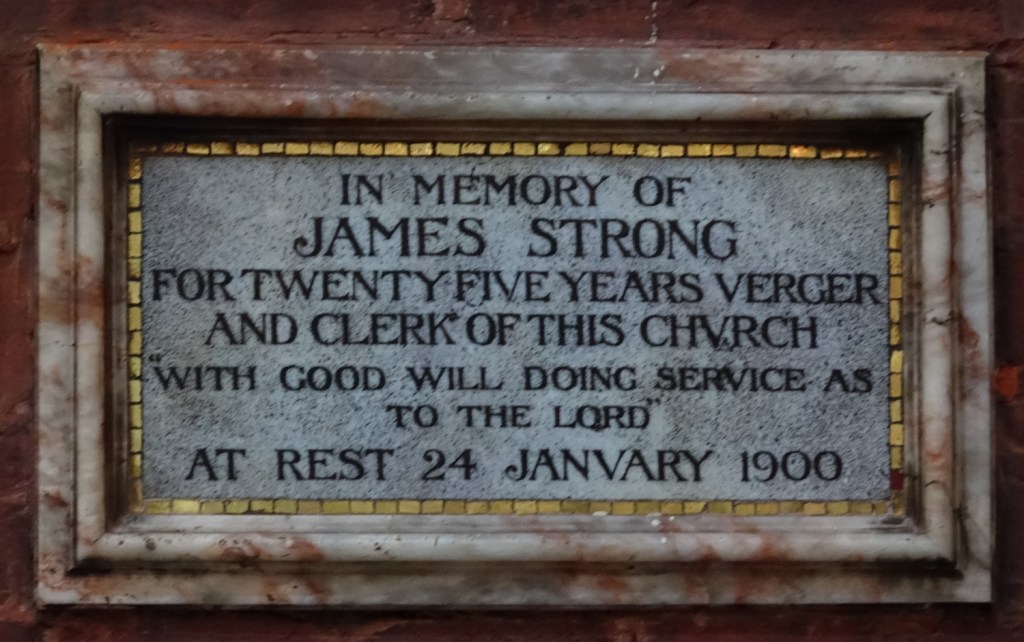 IN MEMORY OF
JAMES STRONG
FOR TWENTY FIVE YEARS VERGER
AND CLERK OF THIS CHVRCH
"WITH GOOD WILL DOING SERVICE AS
TO THE LORD"
AT REST 24 JANVARY 1900